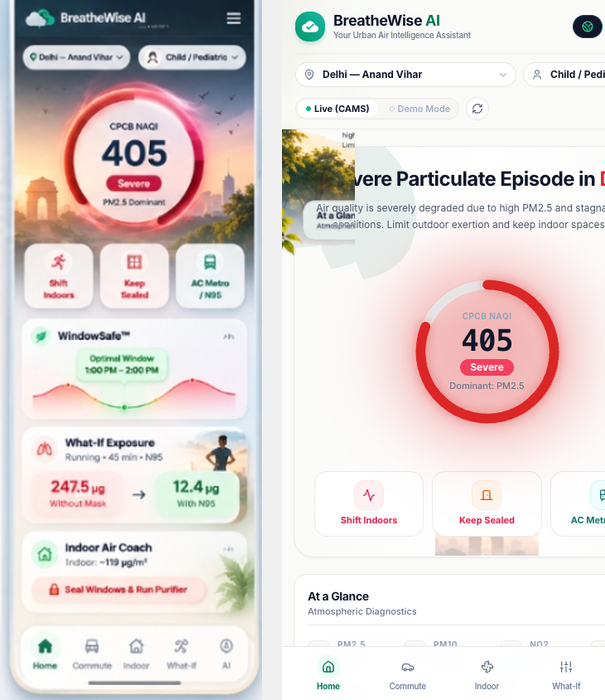 BreatheWise AI
Delhi – Anand Vihar
Child / Pediatric
CPCB NAQI
405
Severe
PM2.5 Dominant
Shift
Indoors
Keep
Sealed
AC Metro
/ N95
WindowSafe™
Optimal Window
1:00 PM – 2:00 PM
What-If Exposure
Running • 45 min • N95
247.5 µg
Without Mask
→
12.4 µg
With N95
Indoor Air Coach
Indoor: ~119 µg/m³
Seal Windows & Run Purifier
Home
Commute
Indoor
What-If
AI
BreatheWise AI
Your Urban Air Intelligence Assistant
Delhi — Anand Vihar
Child / Pedi
Live (CAMS)
Demo Mode
high
Lim
vere Particulate Episode in D
Air quality is severely degraded due to high PM2.5 and stagna
At a Glan
Atmospher
ditions. Limit outdoor exertion and keep indoor spaces
CPCB NAQI
405
Severe
Dominant: PM2.5
Shift Indoors
Keep Sealed
AC Metr
At a Glance
Atmospheric Diagnostics
PM2.5
PM10
NO2
Home
Commute
Indoor
What-If